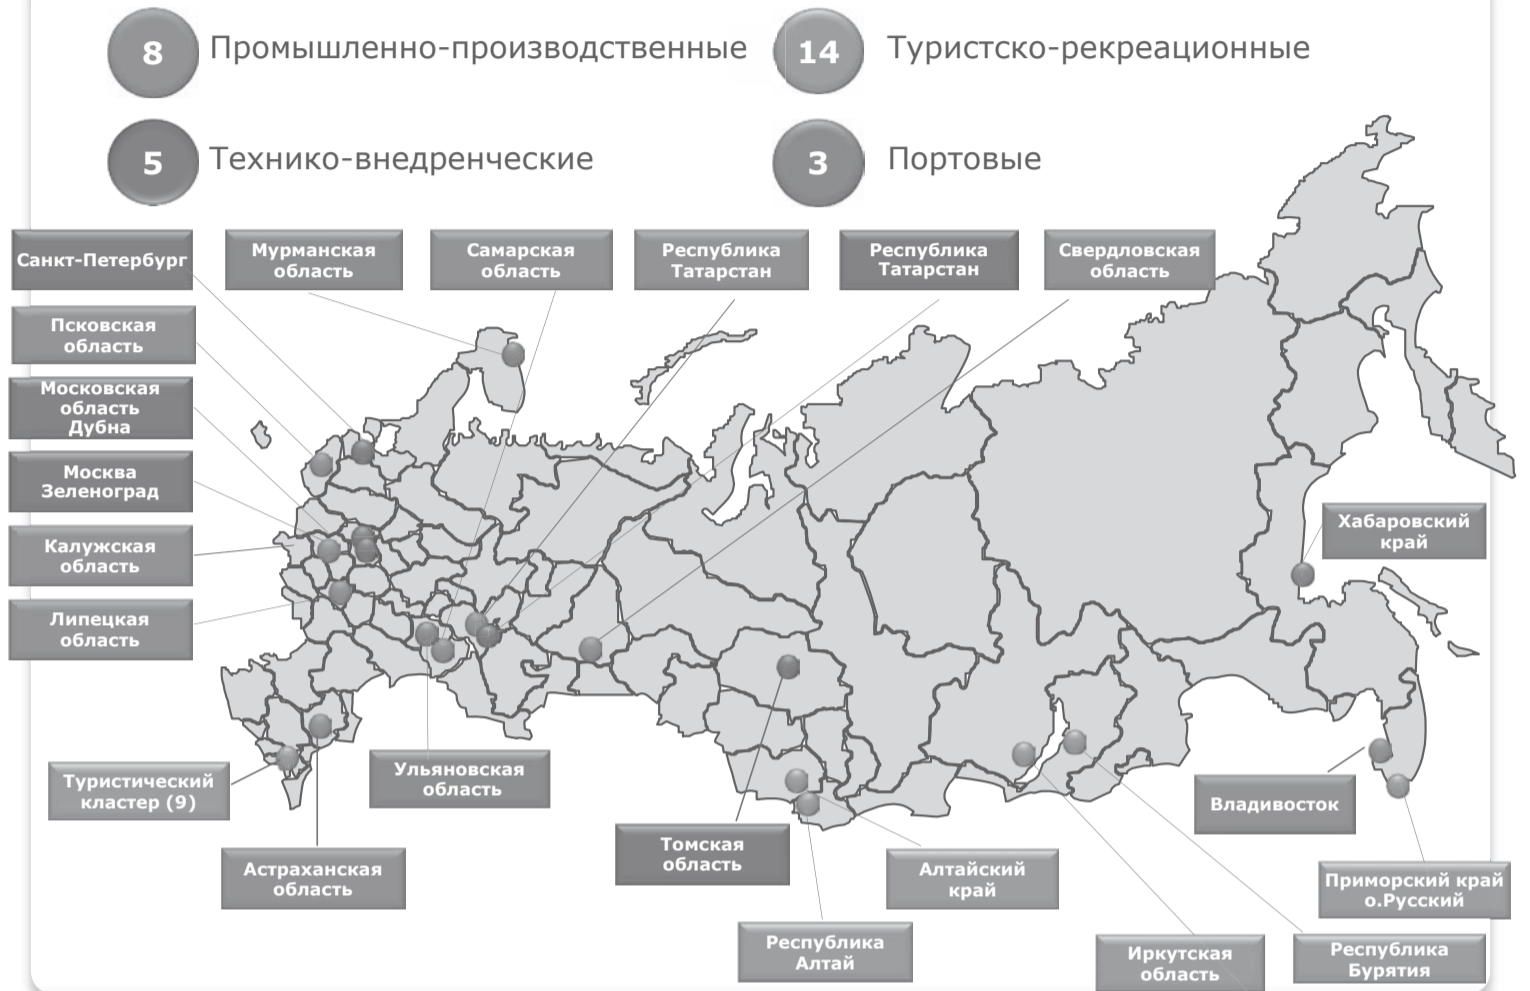 8 Промышленно-производственные
14 Туристско-рекреационные
5 Технико-внедренческие
3 Портовые
Санкт-Петербург
Мурманская
область
Самарская
область
Республика
Татарстан
Республика
Татарстан
Свердловская
область
Псковская
область
Московская
область
Дубна
Москва
Зеленоград
Калужская
область
Липецкая
область
Хабаровский
край
Туристический
кластер (9)
Ульяновская
область
Астраханская
область
Томская
область
Алтайский
край
Республика
Алтай
Владивосток
Приморский край
о.Русский
Иркутская
область
Республика
Бурятия